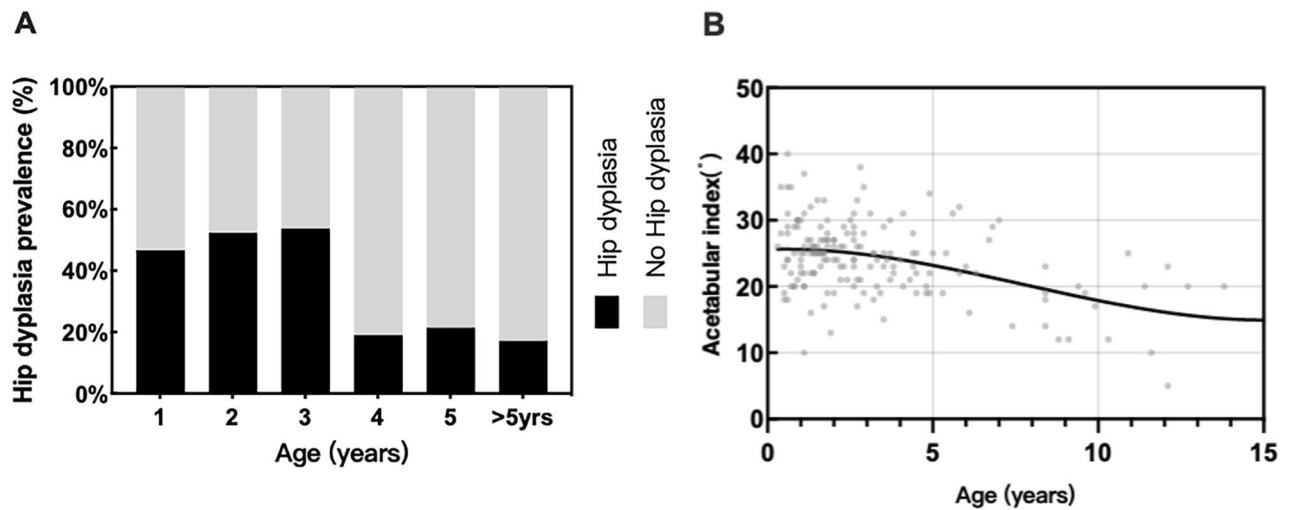 A
Hip dyplasia prevalence (%)
100%
80%
60%
40%
20%
0%
1 2 3 4 5 >5yrs
Age (years)
Hip dyplasia
No Hip dyplasia
B
Acetabular index(°)
50
40
30
20
10
0
0 5 10 15
Age (years)